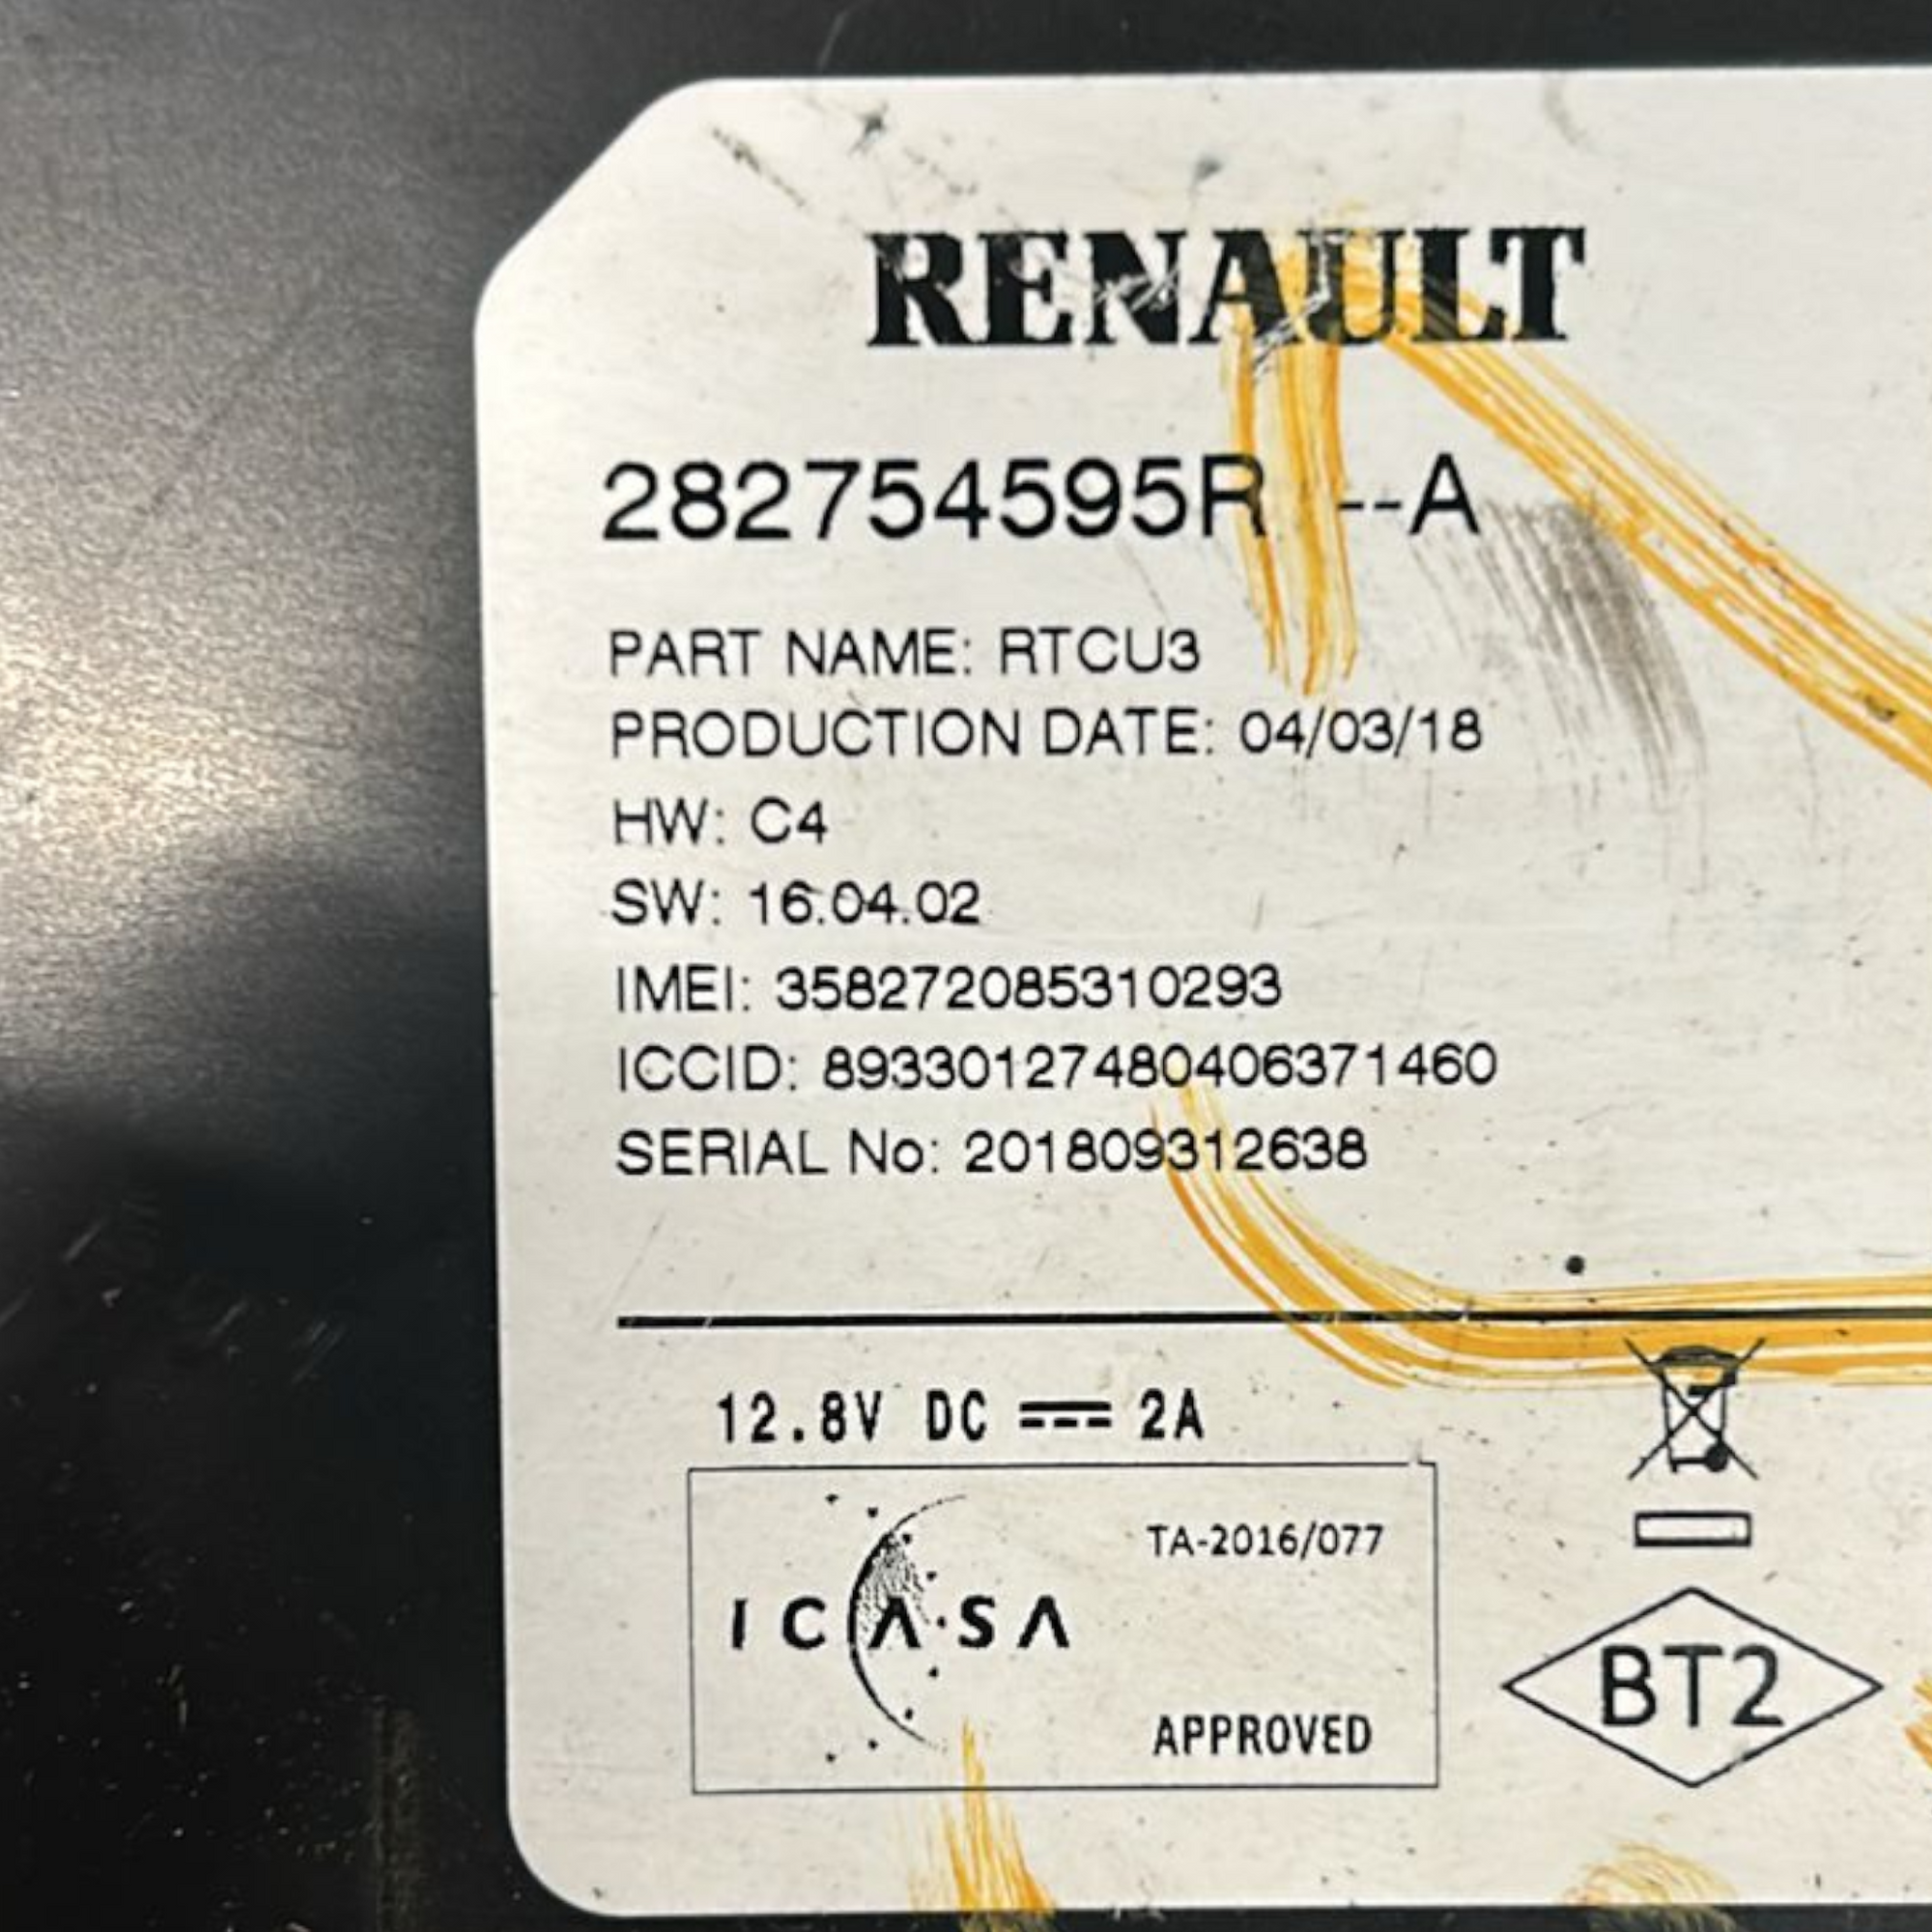 RENAULT
282754595R --A
PART NAME: RTCU3
PRODUCTION DATE: 04/03/18
HW: C4
SW: 16.04.02
IMEI: 358272085310293
ICCID: 89330127480406371460
SERIAL No: 201809312638
12.8V DC 2A
TA-2016/077
ICASA
APPROVED
BT2